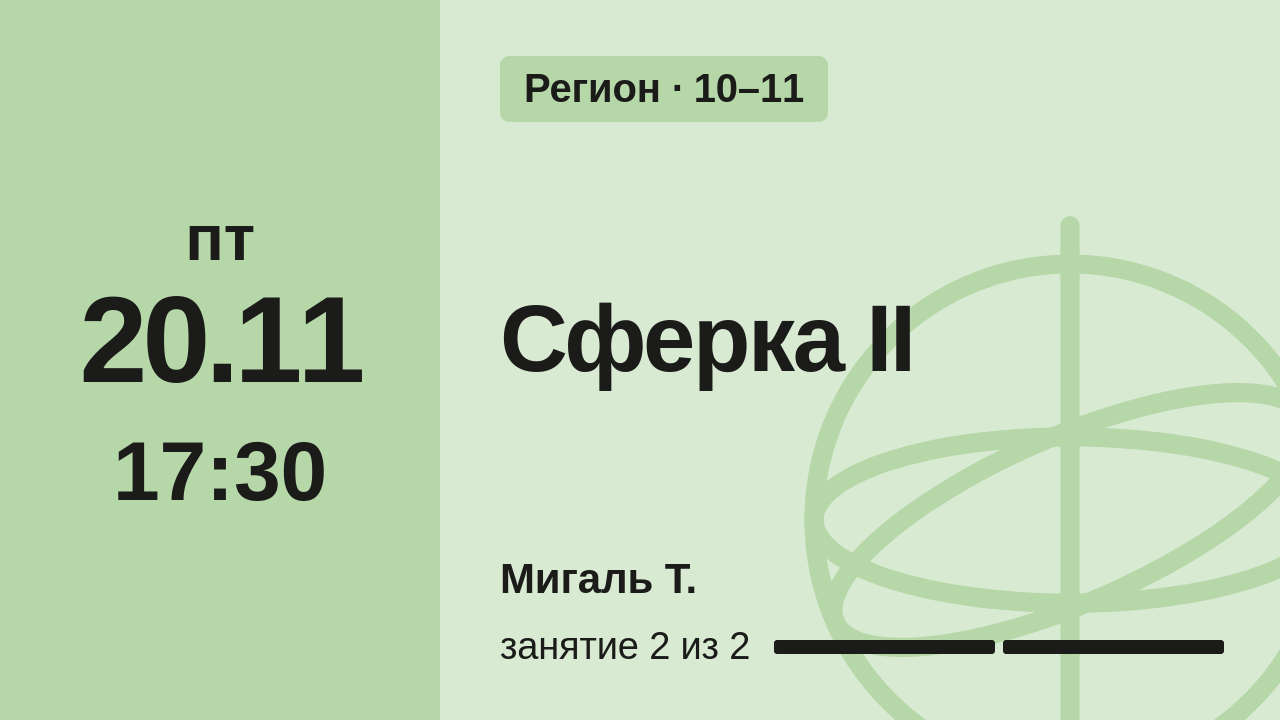 пт
20.11
17:30
Регион · 10–11
Сферка II
Мигаль Т.
занятие 2 из 2